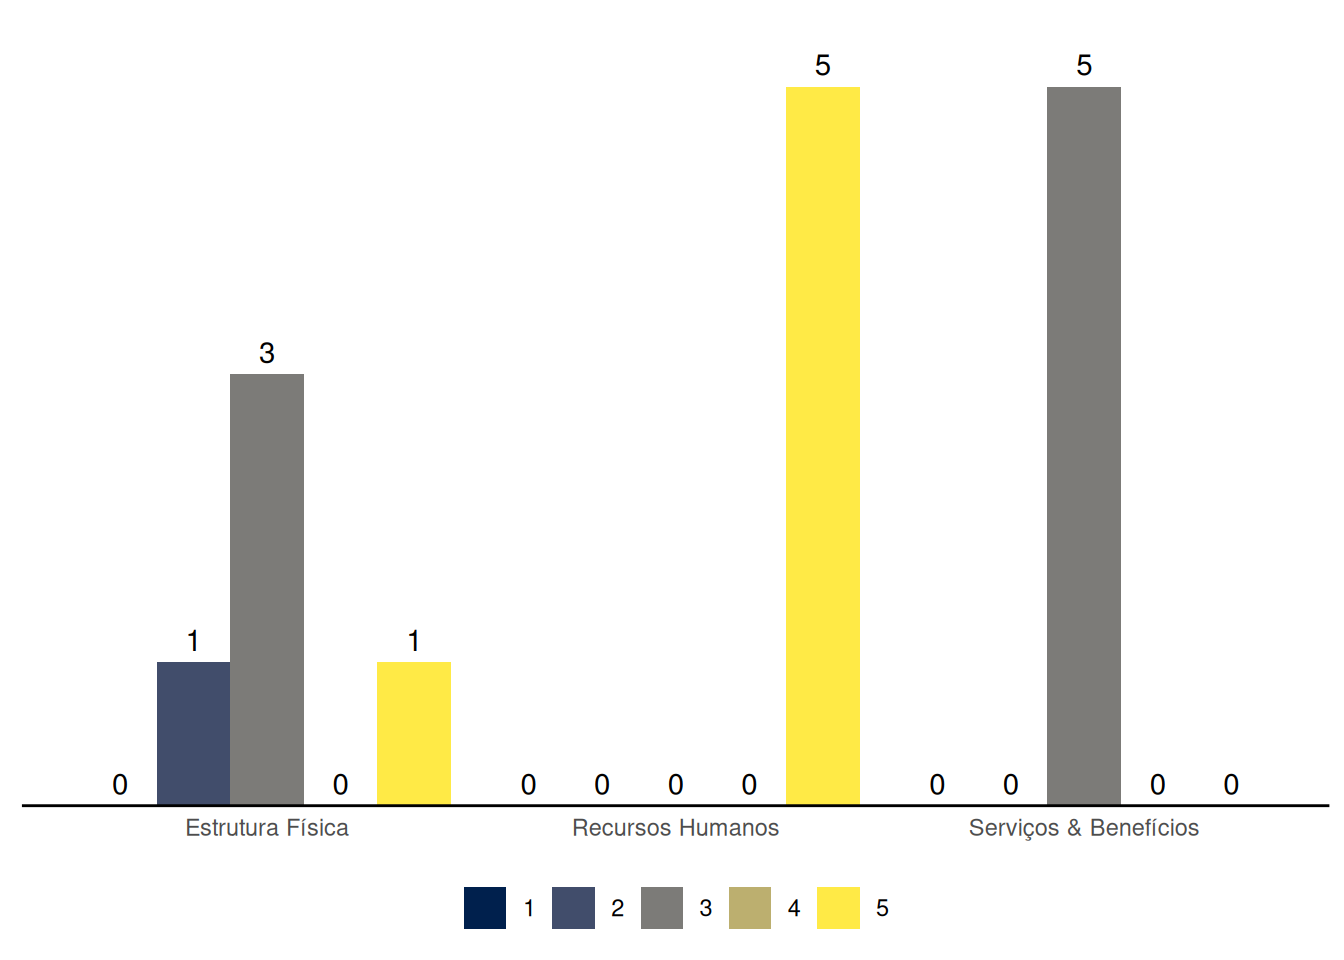 5 5
3
1 1
0 0 0 0 0 0 0 0 0 0
Estrutura Física Recursos Humanos Serviços & Benefícios
1 2 3 4 5